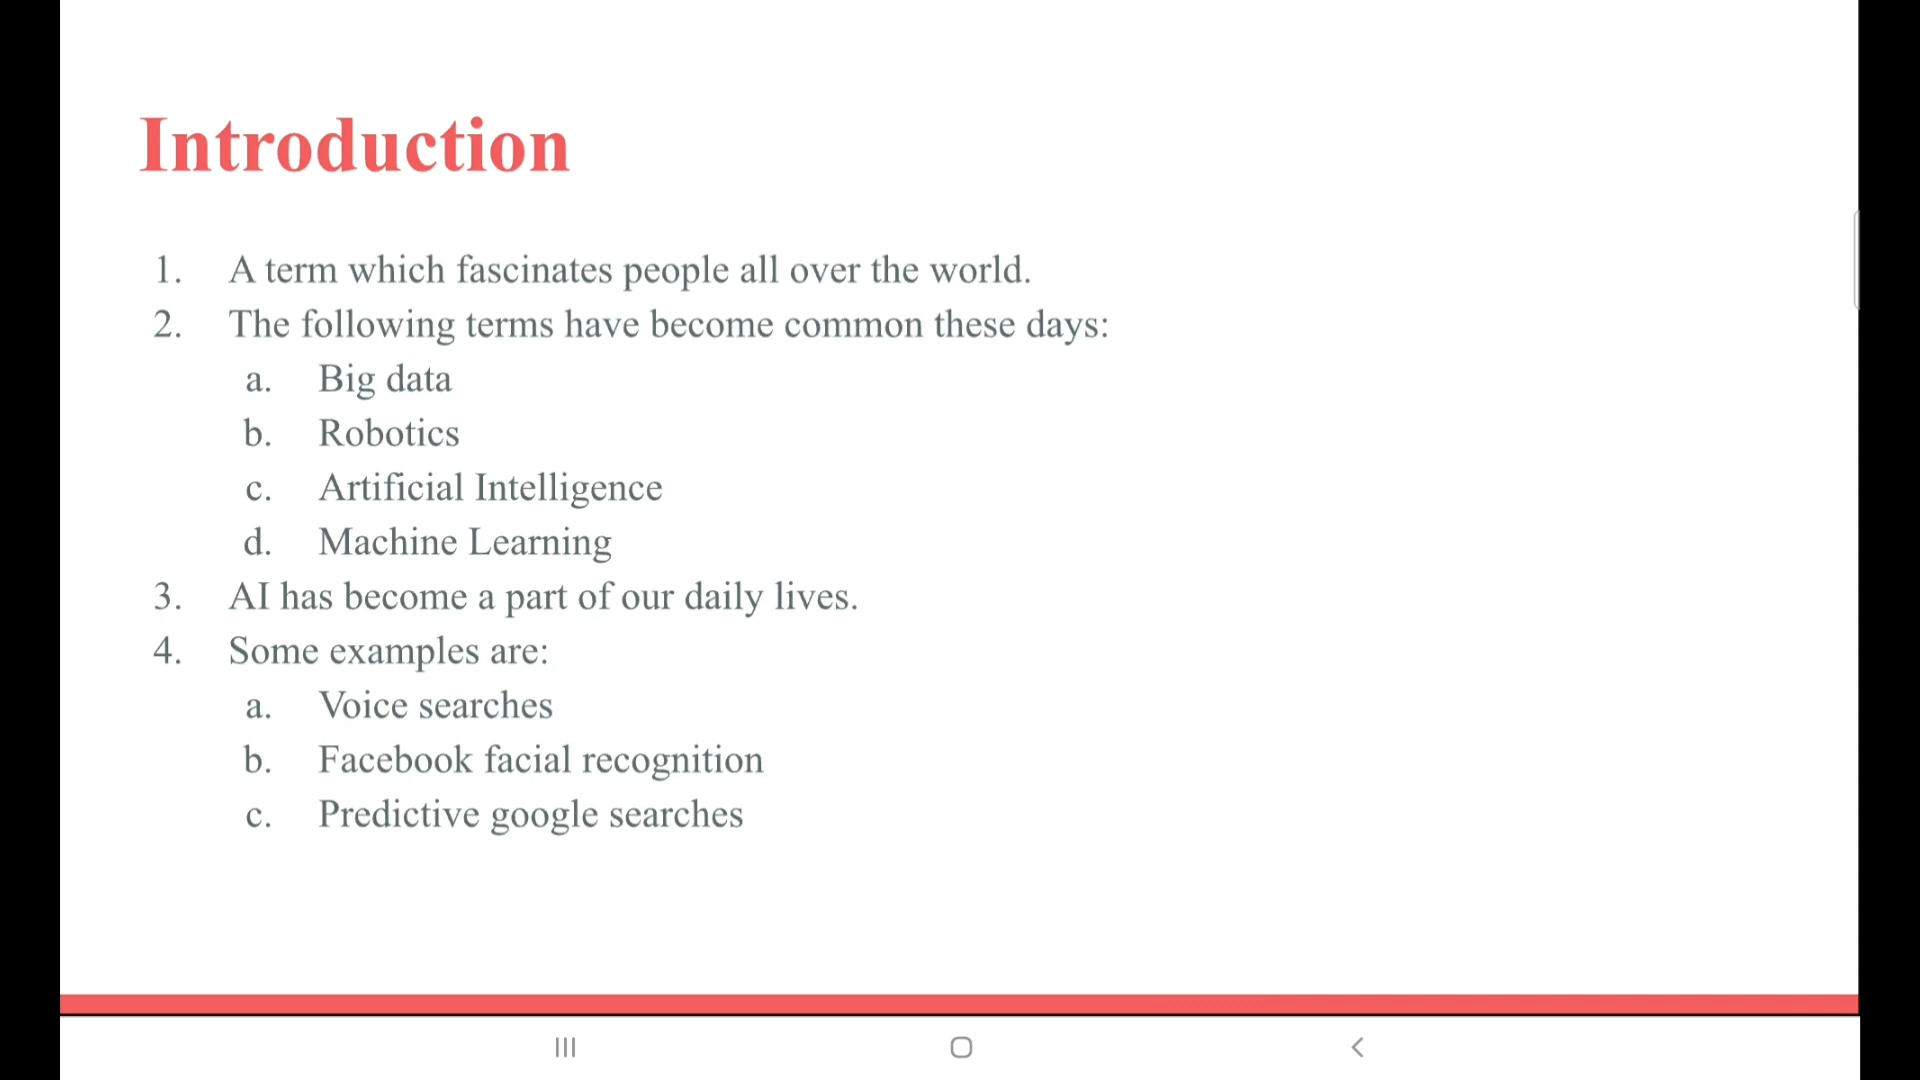 Introduction
1. A term which fascinates people all over the world.
2. The following terms have become common these days:
a. Big data
b. Robotics
c. Artificial Intelligence
d. Machine Learning
3. AI has become a part of our daily lives.
4. Some examples are:
a. Voice searches
b. Facebook facial recognition
c. Predictive google searches